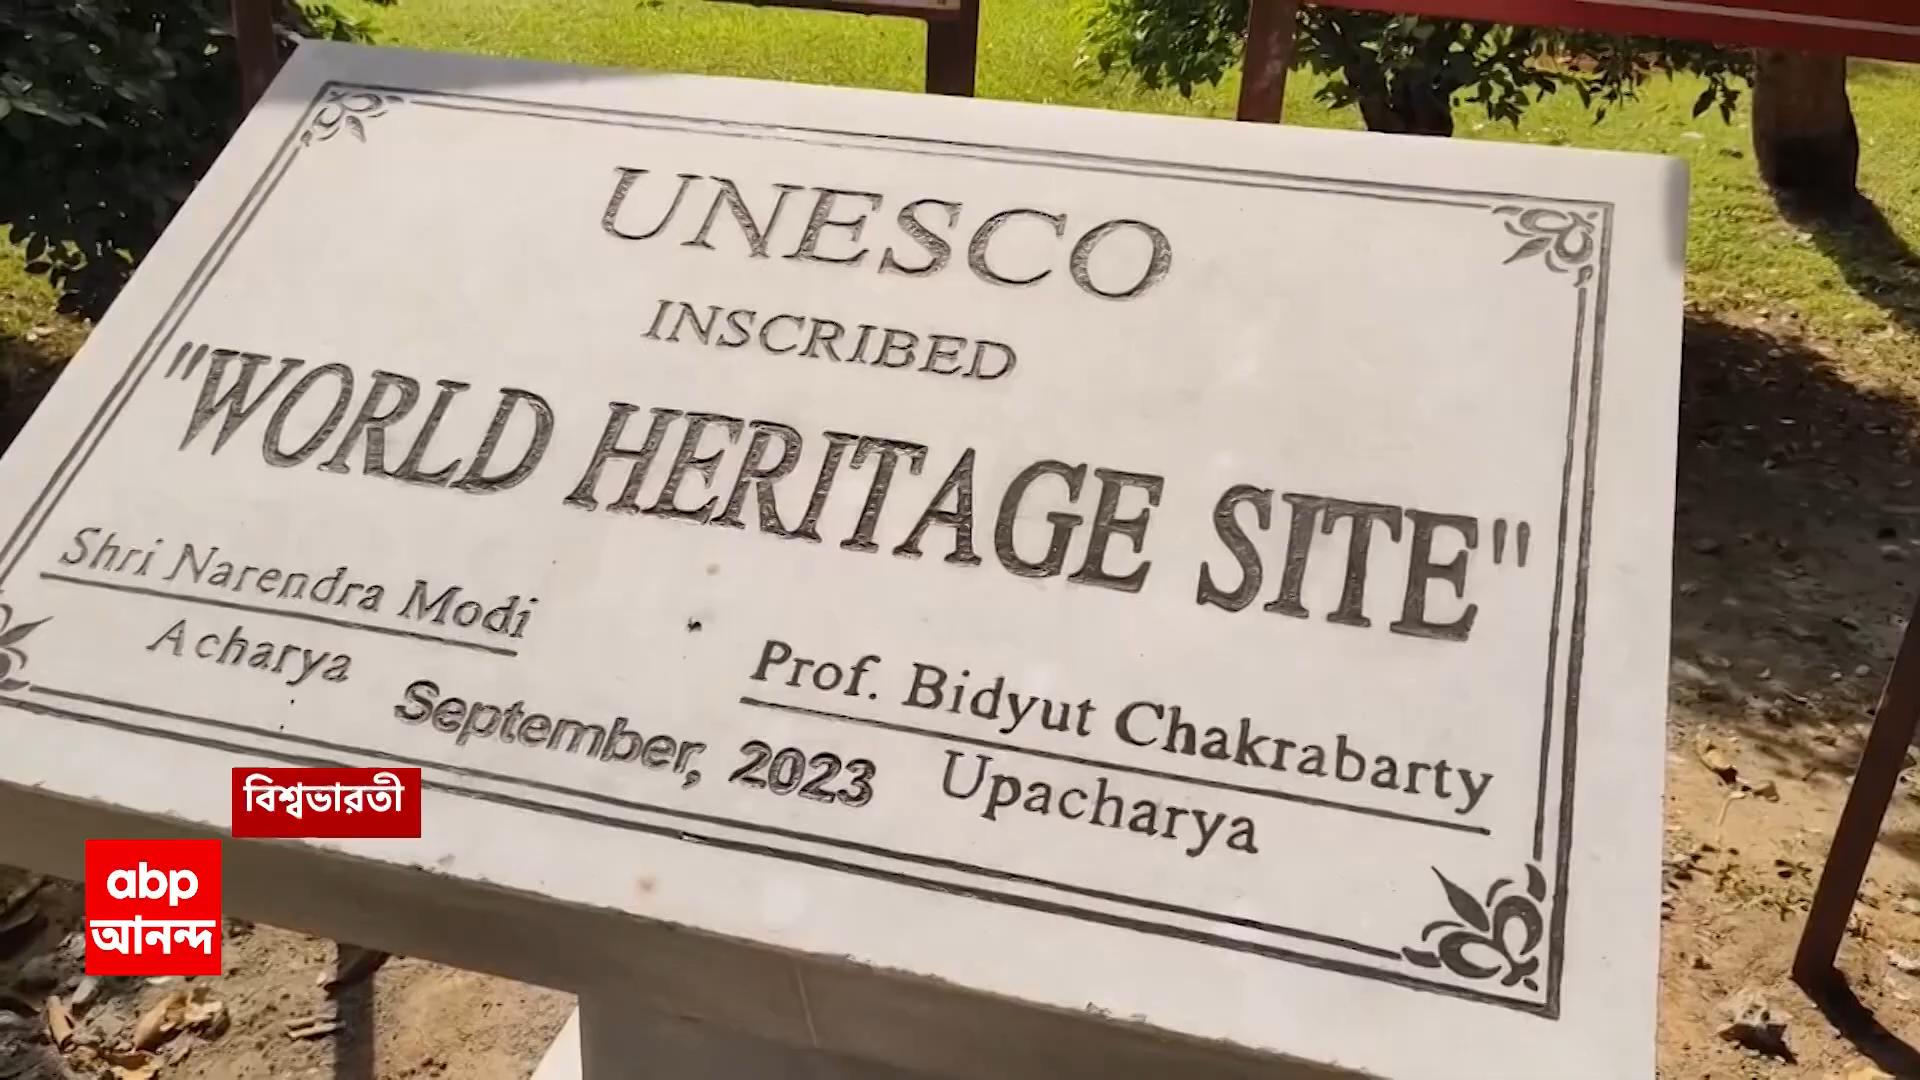 UNESCO
INSCRIBED
"WORLD HERITAGE SITE"
Shri Narendra Modi
Acharya
Prof. Bidyut Chakrabarty
Upacharya
September, 2023
বিশ্বভারতী
abp
আনন্দ